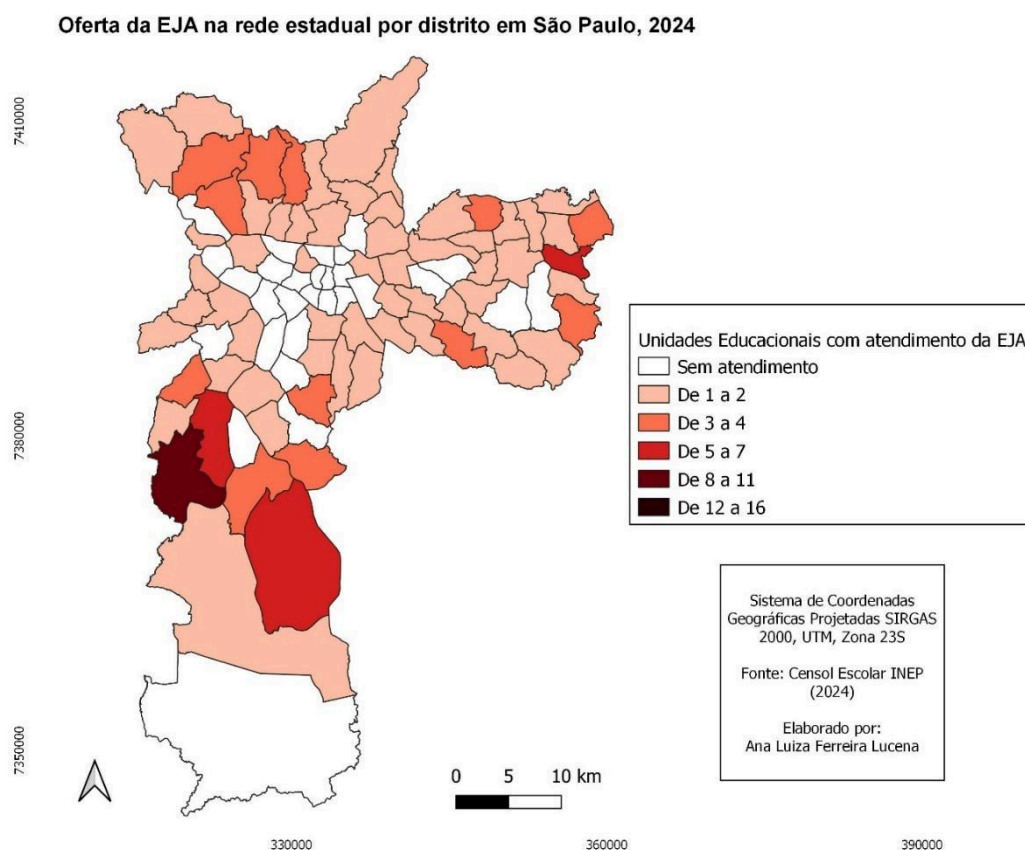 Oferta da EJA na rede estadual por distrito em São Paulo, 2024
7410000
7380000
7350000
Unidades Educacionais com atendimento da EJA
Sem atendimento
De 1 a 2
De 3 a 4
De 5 a 7
De 8 a 11
De 12 a 16
Sistema de Coordenadas
Geográficas Projetadas SIRGAS
2000, UTM, Zona 23S
Fonte: Censol Escolar INEP
(2024)
Elaborado por:
Ana Luiza Ferreira Lucena
0 5 10 km
330000 360000 390000